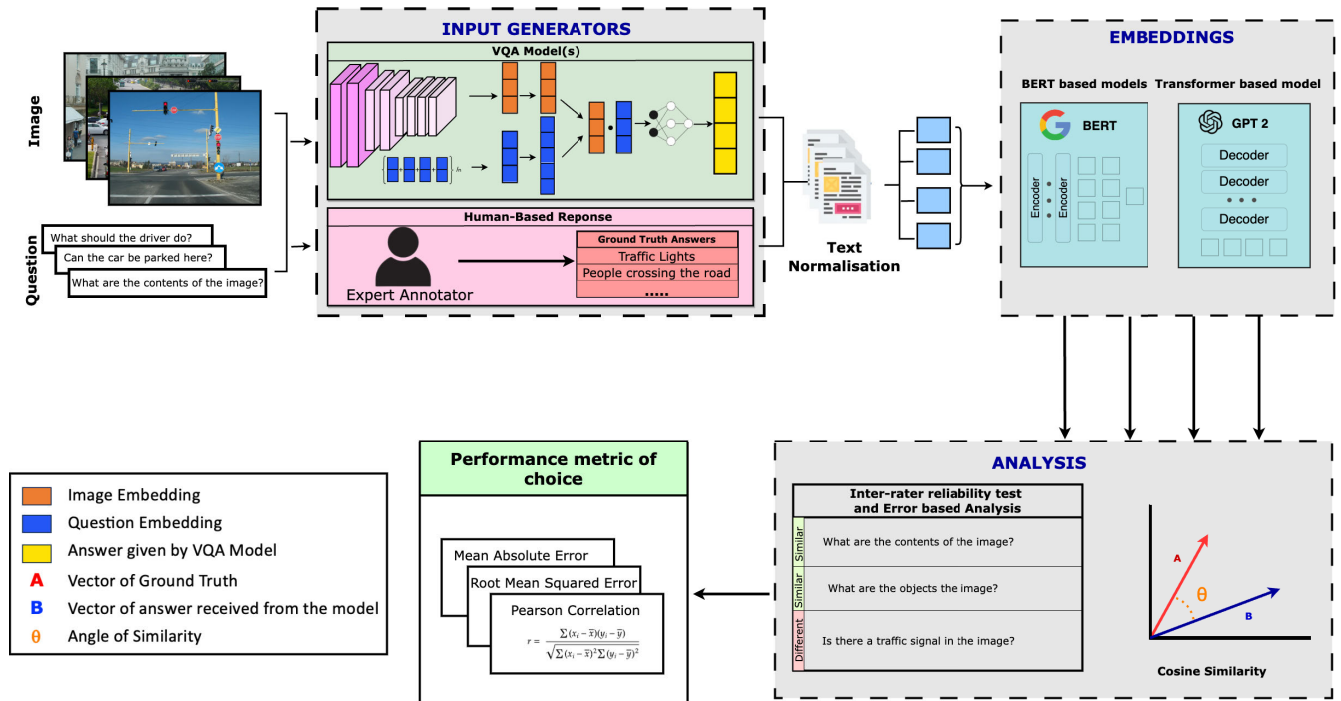 Image
Question
What should the driver do?
Can the car be parked here?
What are the contents of the image?
INPUT GENERATORS
VQA Model(s)
Human-Based Reponse
Expert Annotator
Ground Truth Answers
Traffic Lights
People crossing the road
.....
Text
Normalisation
EMBEDDINGS
BERT based models
Transformer based model
BERT
Encoder
Encoder
GPT 2
Decoder
Decoder
Decoder
ANALYSIS
Inter-rater reliability test
and Error based Analysis
Similar
What are the contents of the image?
Similar
What are the objects the image?
Different
Is there a traffic signal in the image?
A
θ
B
Cosine Similarity
Performance metric of
choice
Mean Absolute Error
Root Mean Squared Error
Pearson Correlation
r = ∑(xᵢ − x̄)(yᵢ − ȳ) / √∑(xᵢ − x̄)² ∑(yᵢ − ȳ)²
Image Embedding
Question Embedding
Answer given by VQA Model
A Vector of Ground Truth
B Vector of answer received from the model
θ Angle of Similarity